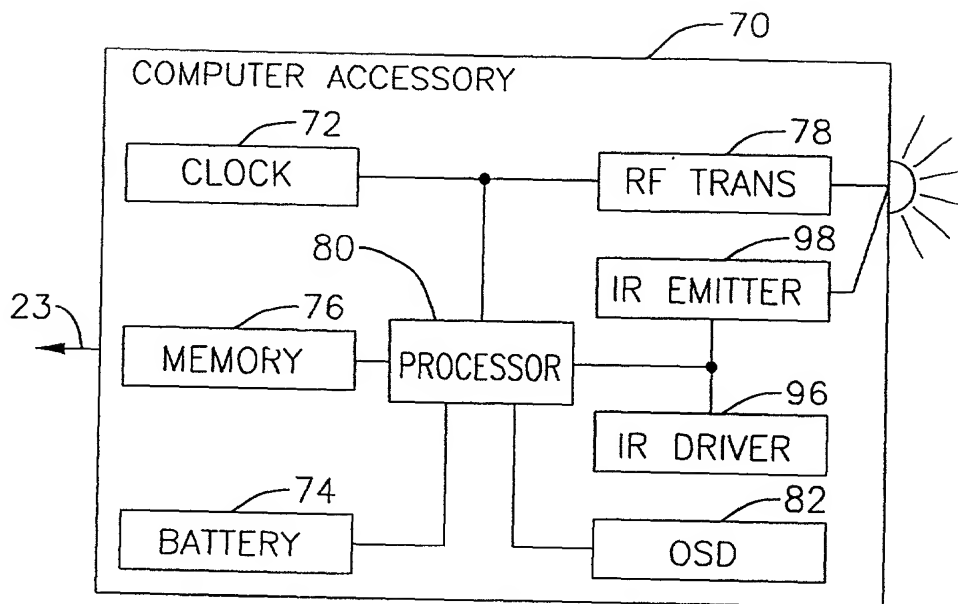 70
COMPUTER ACCESSORY
72
CLOCK
78
RF TRANS
98
IR EMITTER
80
PROCESSOR
23
76
MEMORY
96
IR DRIVER
74
BATTERY
82
OSD